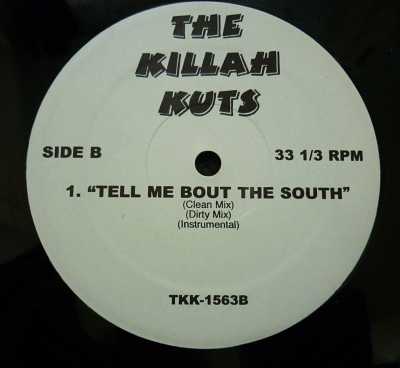 THE
KILLAH
KUTS
SIDE B 33 1/3 RPM
1. “TELL ME BOUT THE SOUTH”
(Clean Mix)
(Dirty Mix)
(Instrumental)
TKK-1563B